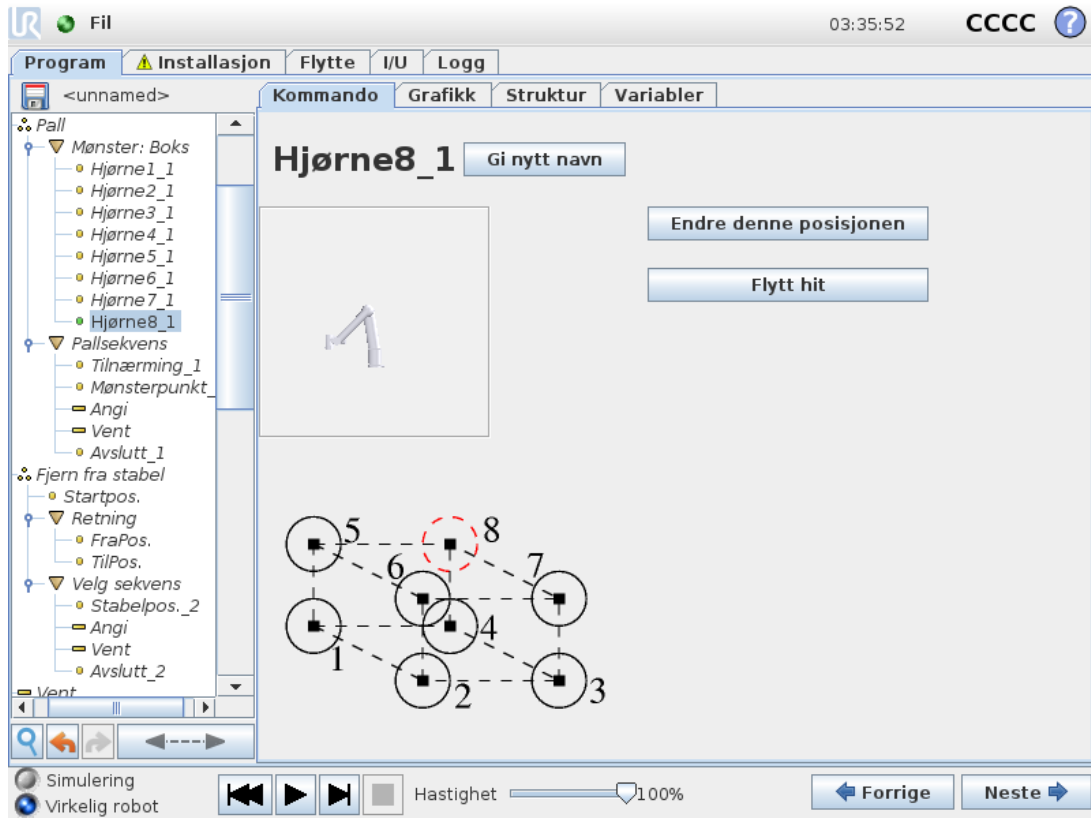 UR Fil 03:35:52 CCCC ?
Program Installasjon Flytte I/U Logg
<unnamed> Kommando Grafikk Struktur Variabler
Pall
Mønster: Boks
Hjørne1_1
Hjørne2_1
Hjørne3_1
Hjørne4_1
Hjørne5_1
Hjørne6_1
Hjørne7_1
Hjørne8_1
Pallsekvens
Tilnærming_1
Mønsterpunkt_
Angi
Vent
Avslutt_1
Fjern fra stabel
Startpos.
Retning
FraPos.
TilPos.
Velg sekvens
Stabelpos._2
Angi
Vent
Avslutt_2
Vent
Hjørne8_1 Gi nytt navn
Endre denne posisjonen
Flytt hit
5 8
6 7
1 4
2 3
Simulering
Virkelig robot
Hastighet 100%
Forrige Neste